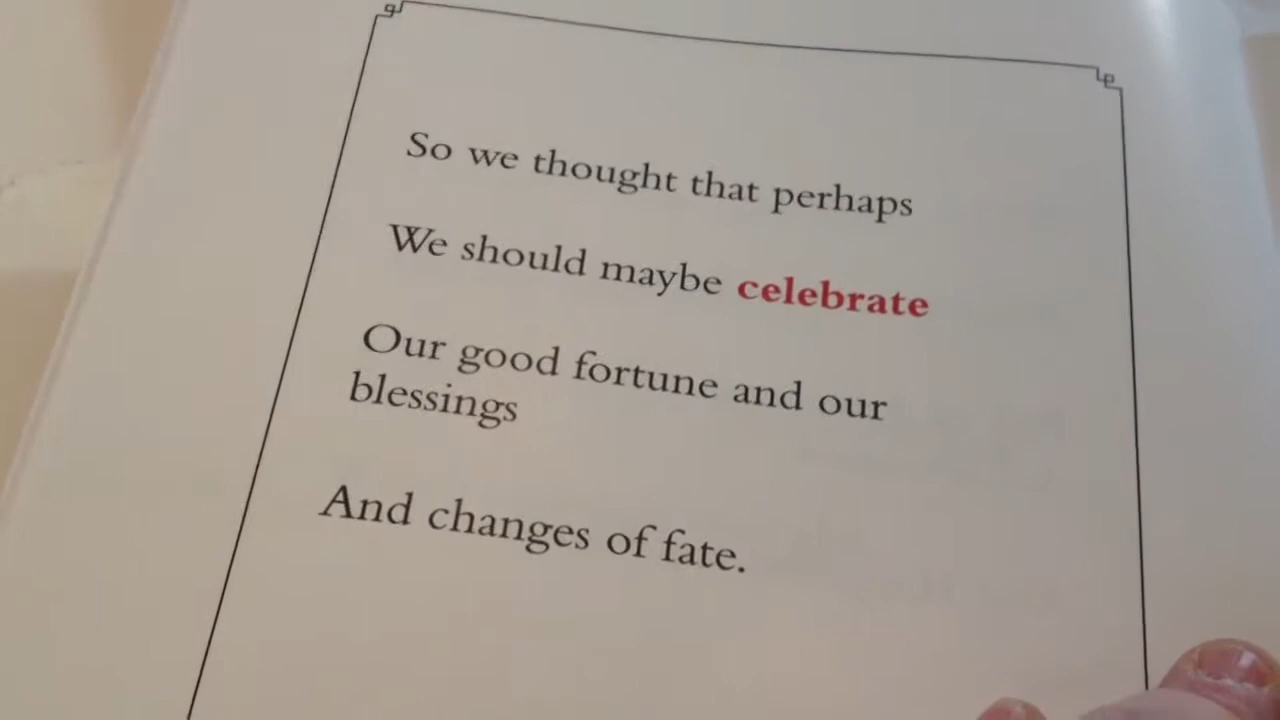 So we thought that perhaps
We should maybe celebrate
Our good fortune and our
blessings
And changes of fate.